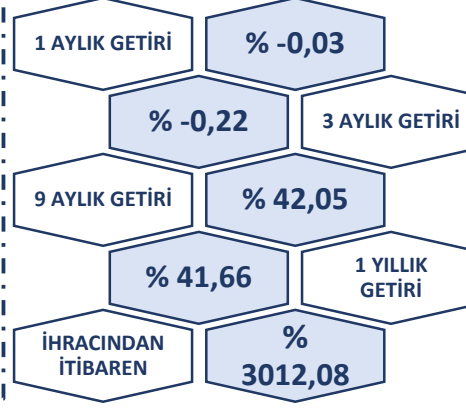 1 AYLIK GETİRİ
% -0,03
% -0,22
3 AYLIK GETİRİ
9 AYLIK GETİRİ
% 42,05
% 41,66
1 YILLIK
GETİRİ
İHRACINDAN
İTİBAREN
%
3012,08